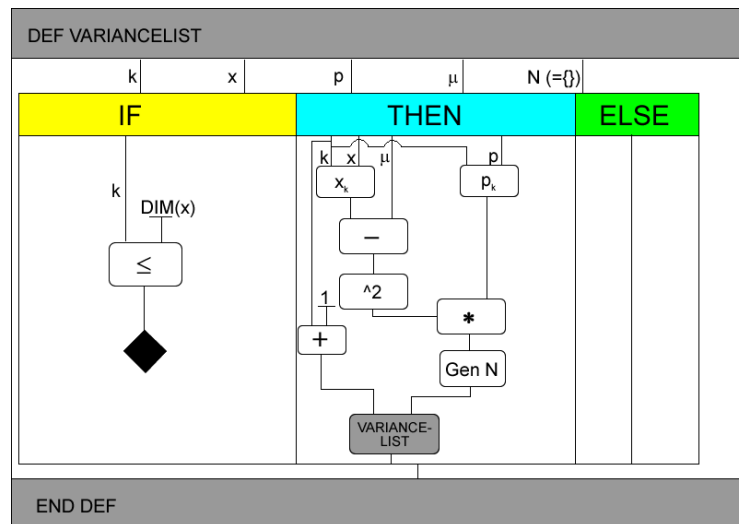 DEF VARIANCELIST
k x p μ N (={})
IF THEN ELSE
k x μ p
xₖ pₖ
k
DIM(x)
−
≤
^2
1
*
+
Gen N
VARIANCE-
LIST
END DEF